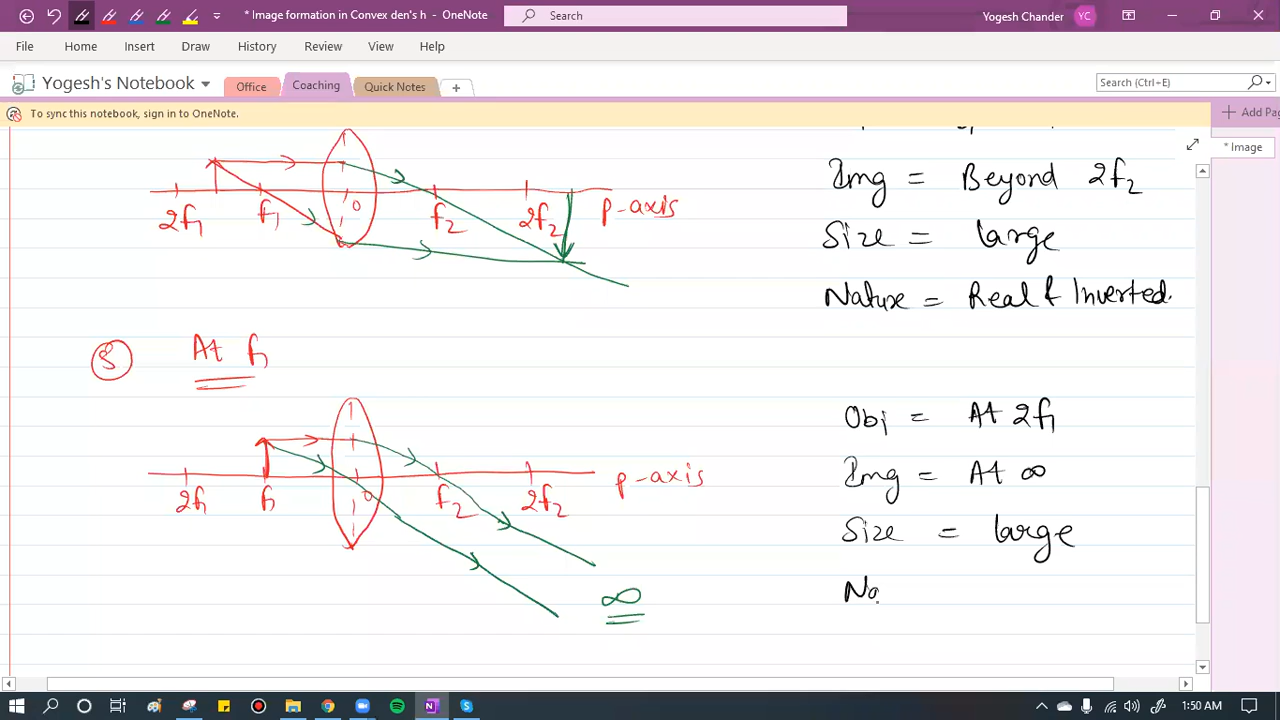 * Image formation in Convex den's h - OneNote
Search
Yogesh Chander
YC
File Home Insert Draw History Review View Help
Yogesh's Notebook
Office Coaching Quick Notes
Search (Ctrl+E)
To sync this notebook, sign in to OneNote.
Add Pag
* Image
Img = Beyond 2f2
2f1 f1 O f2 2f2 p-axis
Size = large
Nature = Real & Inverted.
5 At f1
Obj = At 2f1
2f1 f1 O f2 2f2 p-axis
Img = At ∞
Size = large
Na
∞
1:50 AM